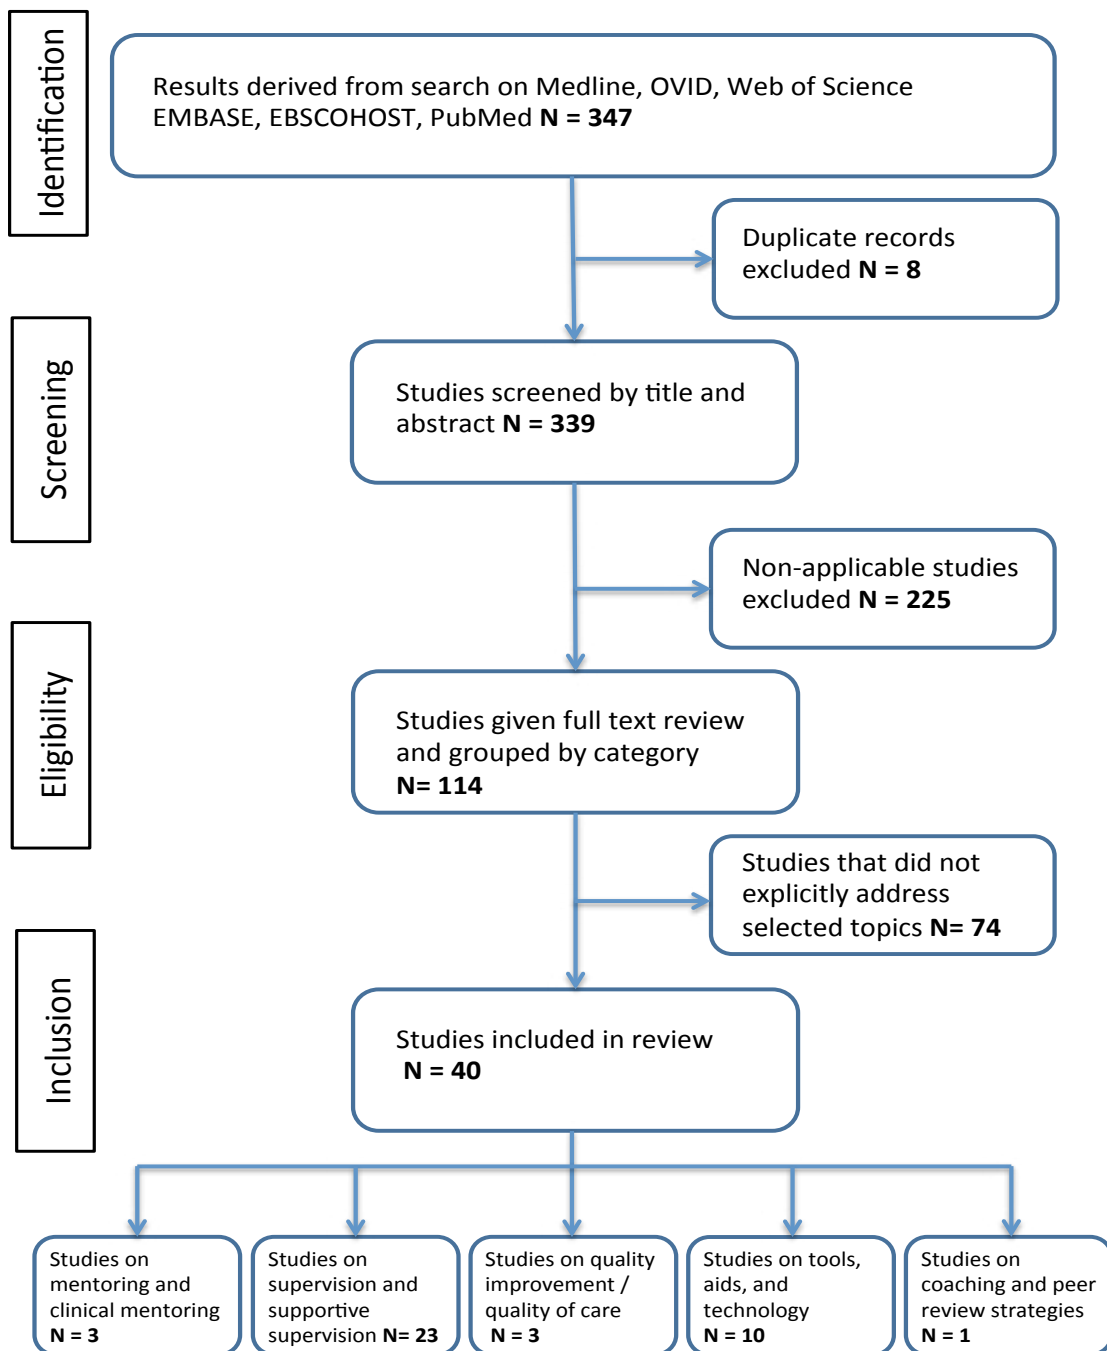 Identification
Results derived from search on Medline, OVID, Web of Science
EMBASE, EBSCOHOST, PubMed N = 347
Duplicate records
excluded N = 8
Screening
Studies screened by title and
abstract N = 339
Non-applicable studies
excluded N = 225
Eligibility
Studies given full text review
and grouped by category
N= 114
Studies that did not
explicitly address
selected topics N= 74
Inclusion
Studies included in review
N = 40
Studies on
mentoring and
clinical mentoring
N = 3
Studies on
supervision and
supportive
supervision N= 23
Studies on quality
improvement /
quality of care
N = 3
Studies on tools,
aids, and
technology
N = 10
Studies on
coaching and peer
review strategies
N = 1